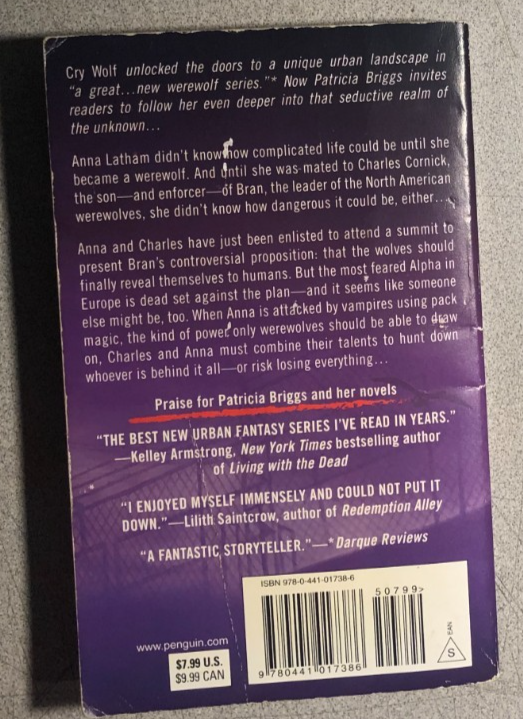 Cry Wolf unlocked the doors to a unique urban landscape in
"a great...new werewolf series."* Now Patricia Briggs invites
readers to follow her even deeper into that seductive realm of
the unknown...
Anna Latham didn't know how complicated life could be until she
became a werewolf. And until she was mated to Charles Cornick,
the son—and enforcer—of Bran, the leader of the North American
werewolves, she didn't know how dangerous it could be, either...
Anna and Charles have just been enlisted to attend a summit to
present Bran's controversial proposition: that the wolves should
finally reveal themselves to humans. But the most feared Alpha in
Europe is dead set against the plan—and it seems like someone
else might be, too. When Anna is attacked by vampires using pack
magic, the kind of power only werewolves should be able to draw
on, Charles and Anna must combine their talents to hunt down
whoever is behind it all—or risk losing everything...
Praise for Patricia Briggs and her novels
"THE BEST NEW URBAN FANTASY SERIES I'VE READ IN YEARS."
—Kelley Armstrong, New York Times bestselling author
of Living with the Dead
"I ENJOYED MYSELF IMMENSELY AND COULD NOT PUT IT
DOWN."—Lilith Saintcrow, author of Redemption Alley
"A FANTASTIC STORYTELLER."—*Darque Reviews
ISBN 978-0-441-01738-6
50799>
9 780441 017386
EAN
S
www.penguin.com
$7.99 U.S.
$9.99 CAN